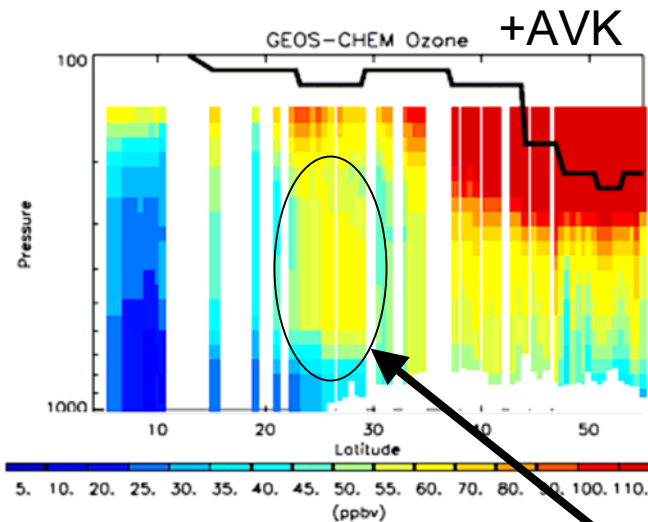 GEOS-CHEM Ozone +AVK
100
Pressure
1000
10 20 30 40 50
Latitude
5. 10. 20. 25. 30. 35. 40. 45. 50. 55. 60. 70. 80. 90. 100. 110.
(ppbv)